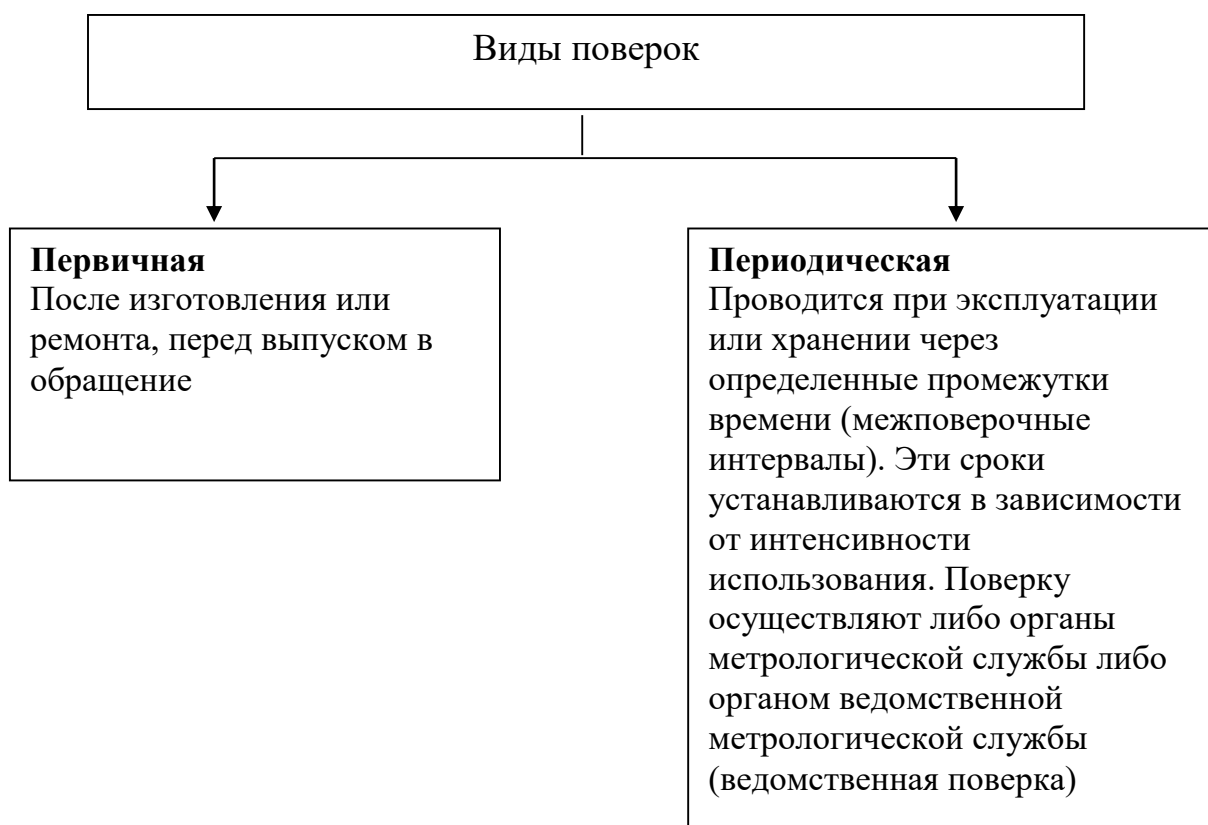 Виды поверок
Первичная
После изготовления или
ремонта, перед выпуском в
обращение
Периодическая
Проводится при эксплуатации
или хранении через
определенные промежутки
времени (межповерочные
интервалы). Эти сроки
устанавливаются в зависимости
от интенсивности
использования. Поверку
осуществляют либо органы
метрологической службы либо
органом ведомственной
метрологической службы
(ведомственная поверка)